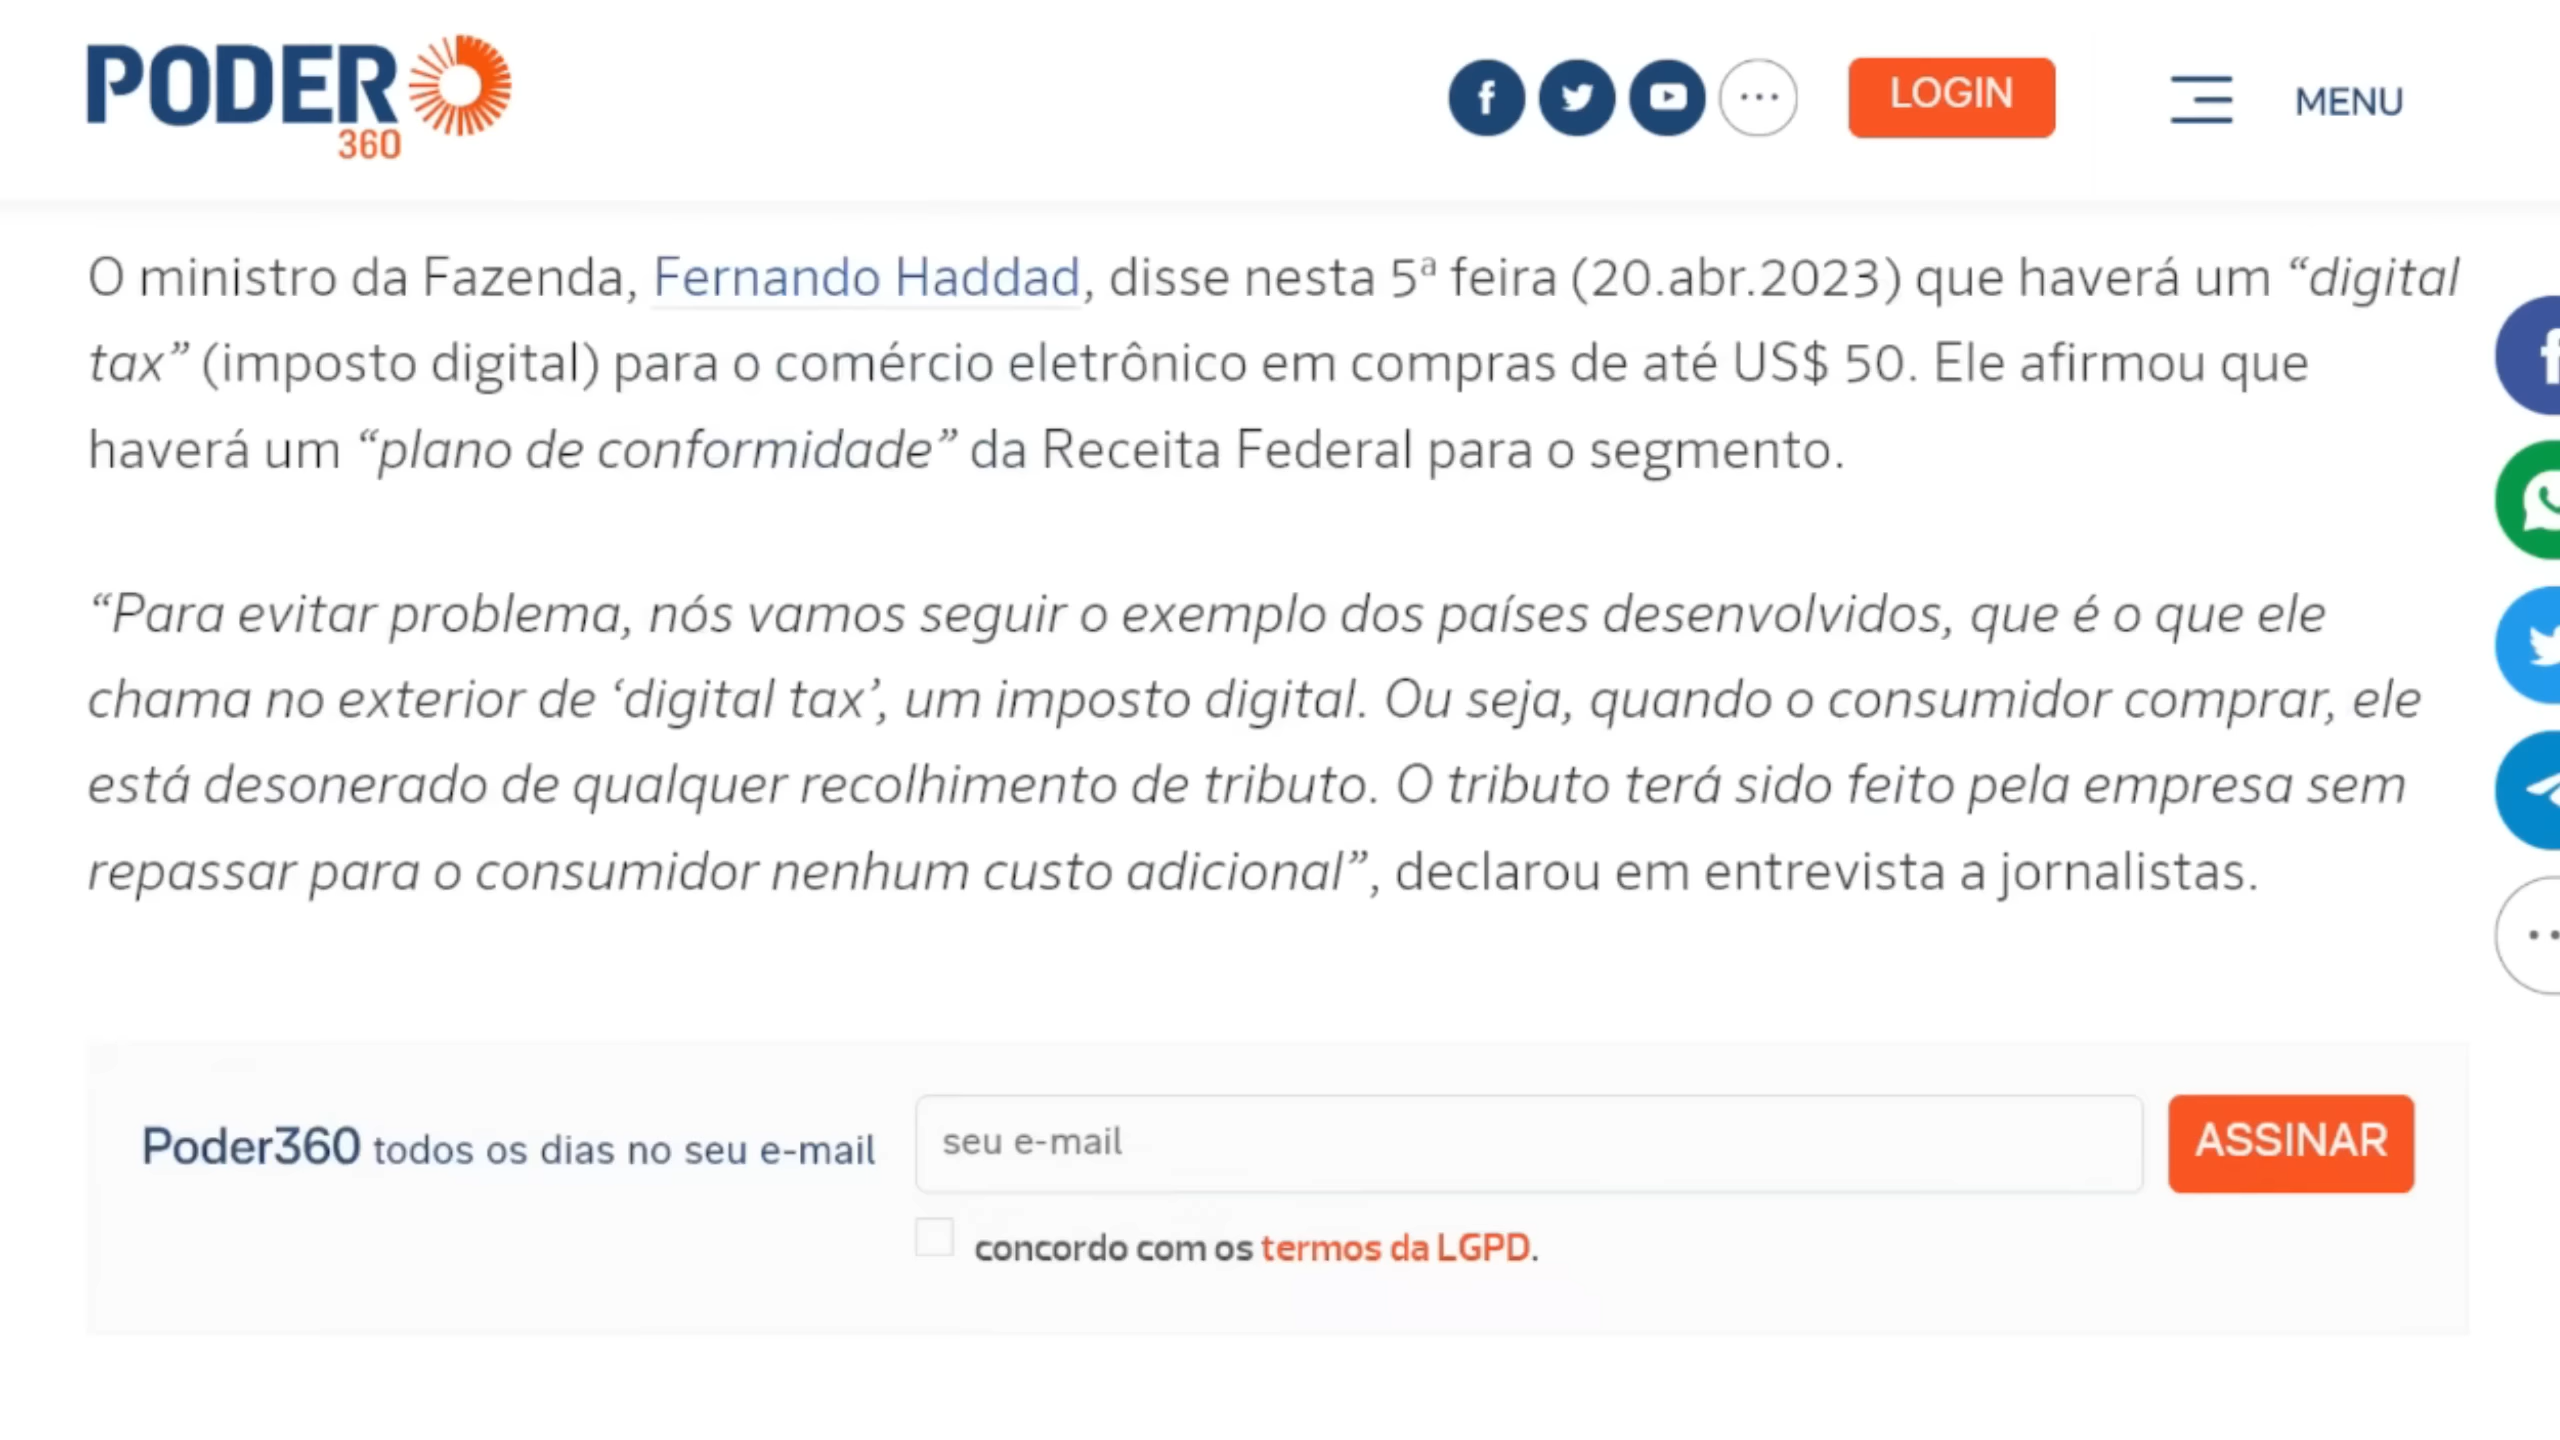 PODER
360
LOGIN
MENU
O ministro da Fazenda, Fernando Haddad, disse nesta 5ª feira (20.abr.2023) que haverá um “digital
tax” (imposto digital) para o comércio eletrônico em compras de até US$ 50. Ele afirmou que
haverá um “plano de conformidade” da Receita Federal para o segmento.
“Para evitar problema, nós vamos seguir o exemplo dos países desenvolvidos, que é o que ele
chama no exterior de ‘digital tax’, um imposto digital. Ou seja, quando o consumidor comprar, ele
está desonerado de qualquer recolhimento de tributo. O tributo terá sido feito pela empresa sem
repassar para o consumidor nenhum custo adicional”, declarou em entrevista a jornalistas.
Poder360 todos os dias no seu e-mail
seu e-mail
ASSINAR
concordo com os termos da LGPD.